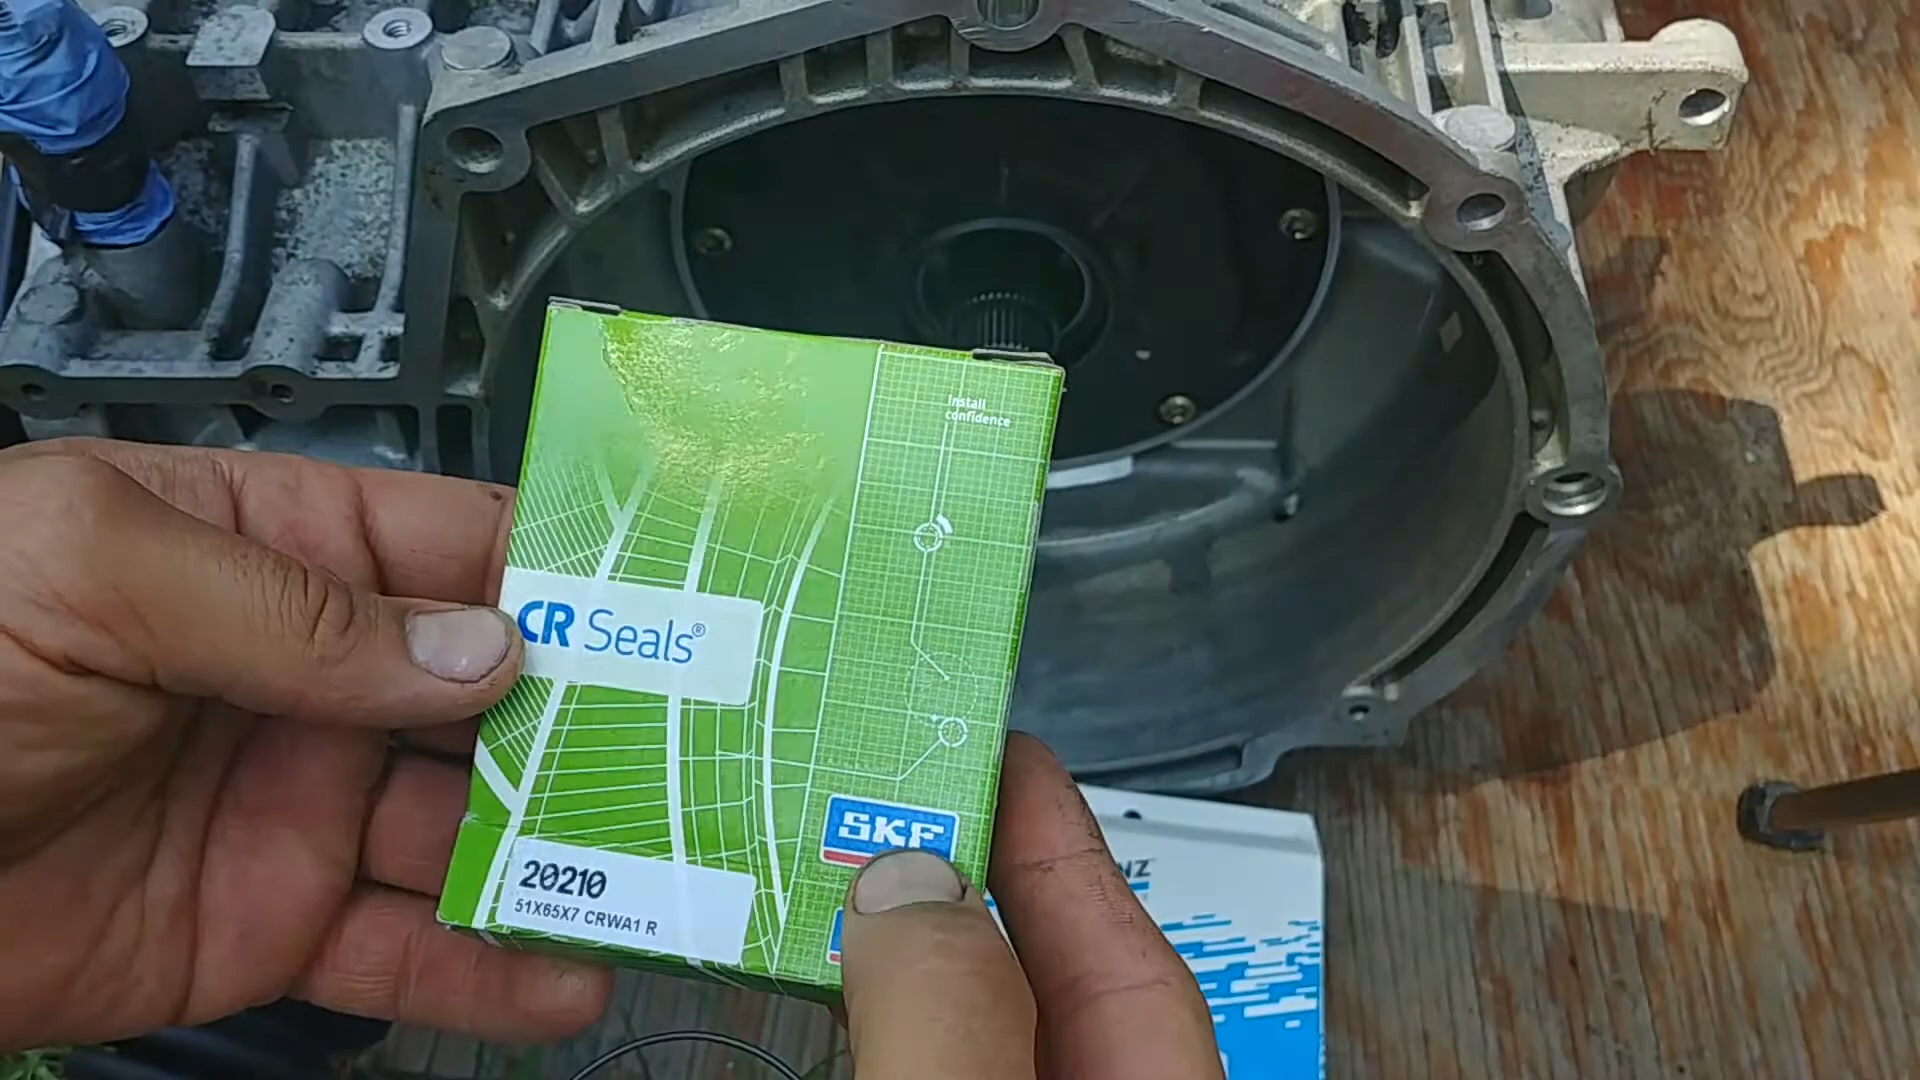 Install
confidence
CR Seals®
SKF
20210
51X65X7 CRWA1 R